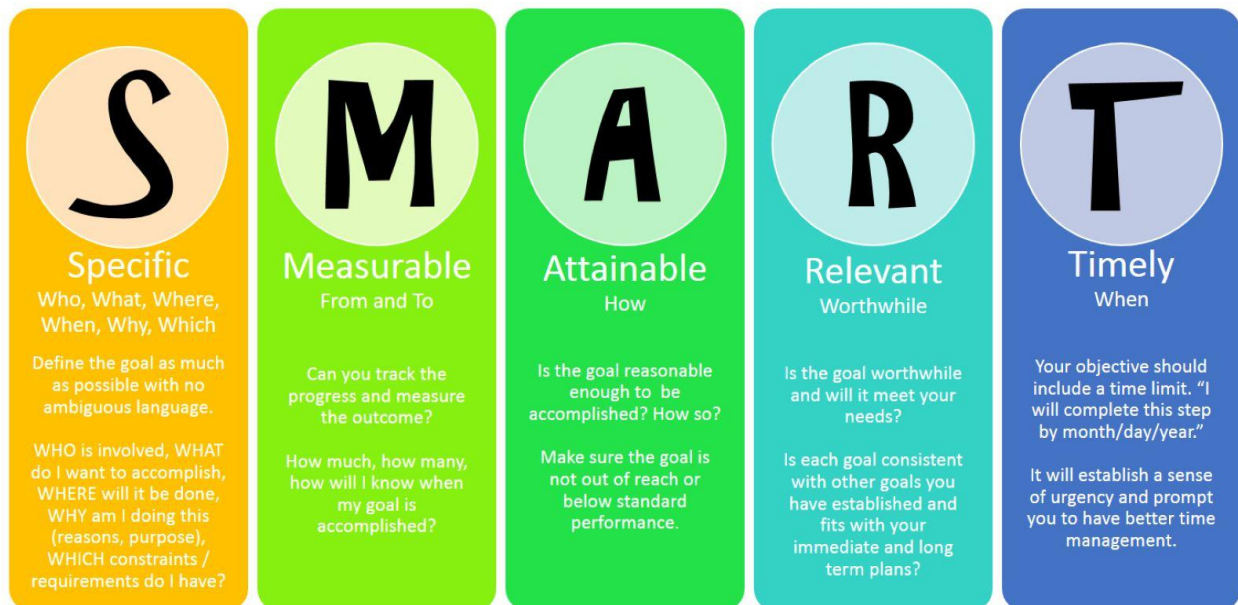 S
Specific
Who, What, Where,
When, Why, Which
Define the goal as much
as possible with no
ambiguous language.
WHO is involved, WHAT
do I want to accomplish,
WHERE will it be done,
WHY am I doing this
(reasons, purpose),
WHICH constraints /
requirements do I have?
M
Measurable
From and To
Can you track the
progress and measure
the outcome?
How much, how many,
how will I know when
my goal is
accomplished?
A
Attainable
How
Is the goal reasonable
enough to be
accomplished? How so?
Make sure the goal is
not out of reach or
below standard
performance.
R
Relevant
Worthwhile
Is the goal worthwhile
and will it meet your
needs?
Is each goal consistent
with other goals you
have established and
fits with your
immediate and long
term plans?
T
Timely
When
Your objective should
include a time limit. “I
will complete this step
by month/day/year.”
It will establish a sense
of urgency and prompt
you to have better time
management.